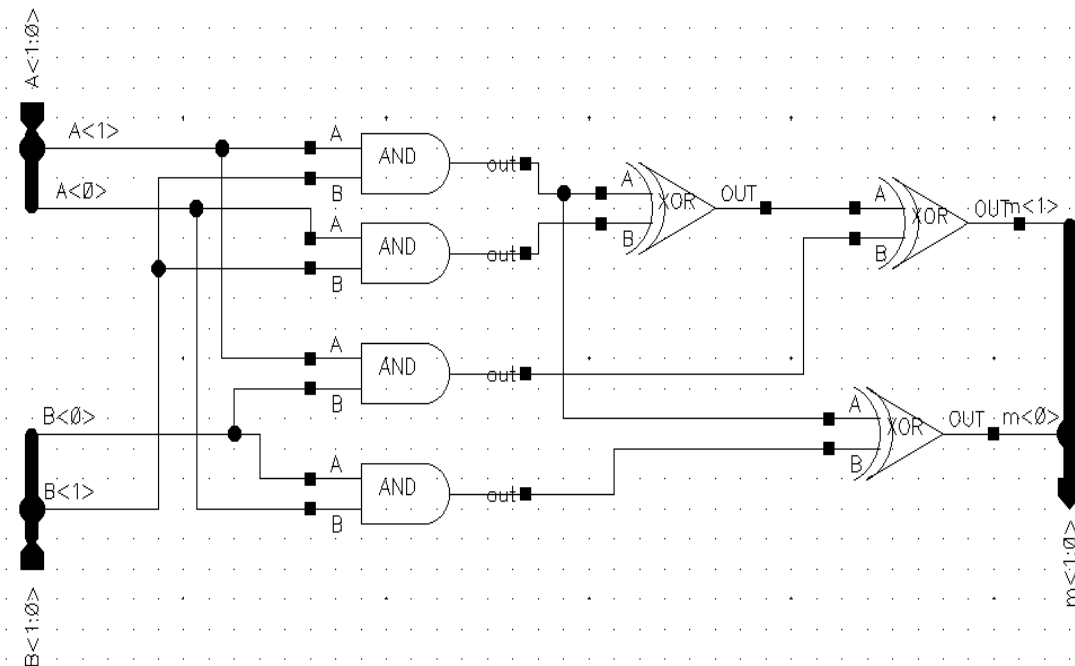 A<1:0>
A<1>
A<0>
A
B
AND
out
A
B
AND
out
A
B
XOR
OUT
A
B
XOR
OUT
m<1>
A
B
AND
out
B<0>
B<1>
A
B
AND
out
A
B
XOR
OUT
m<0>
B<1:0>
m<1:0>